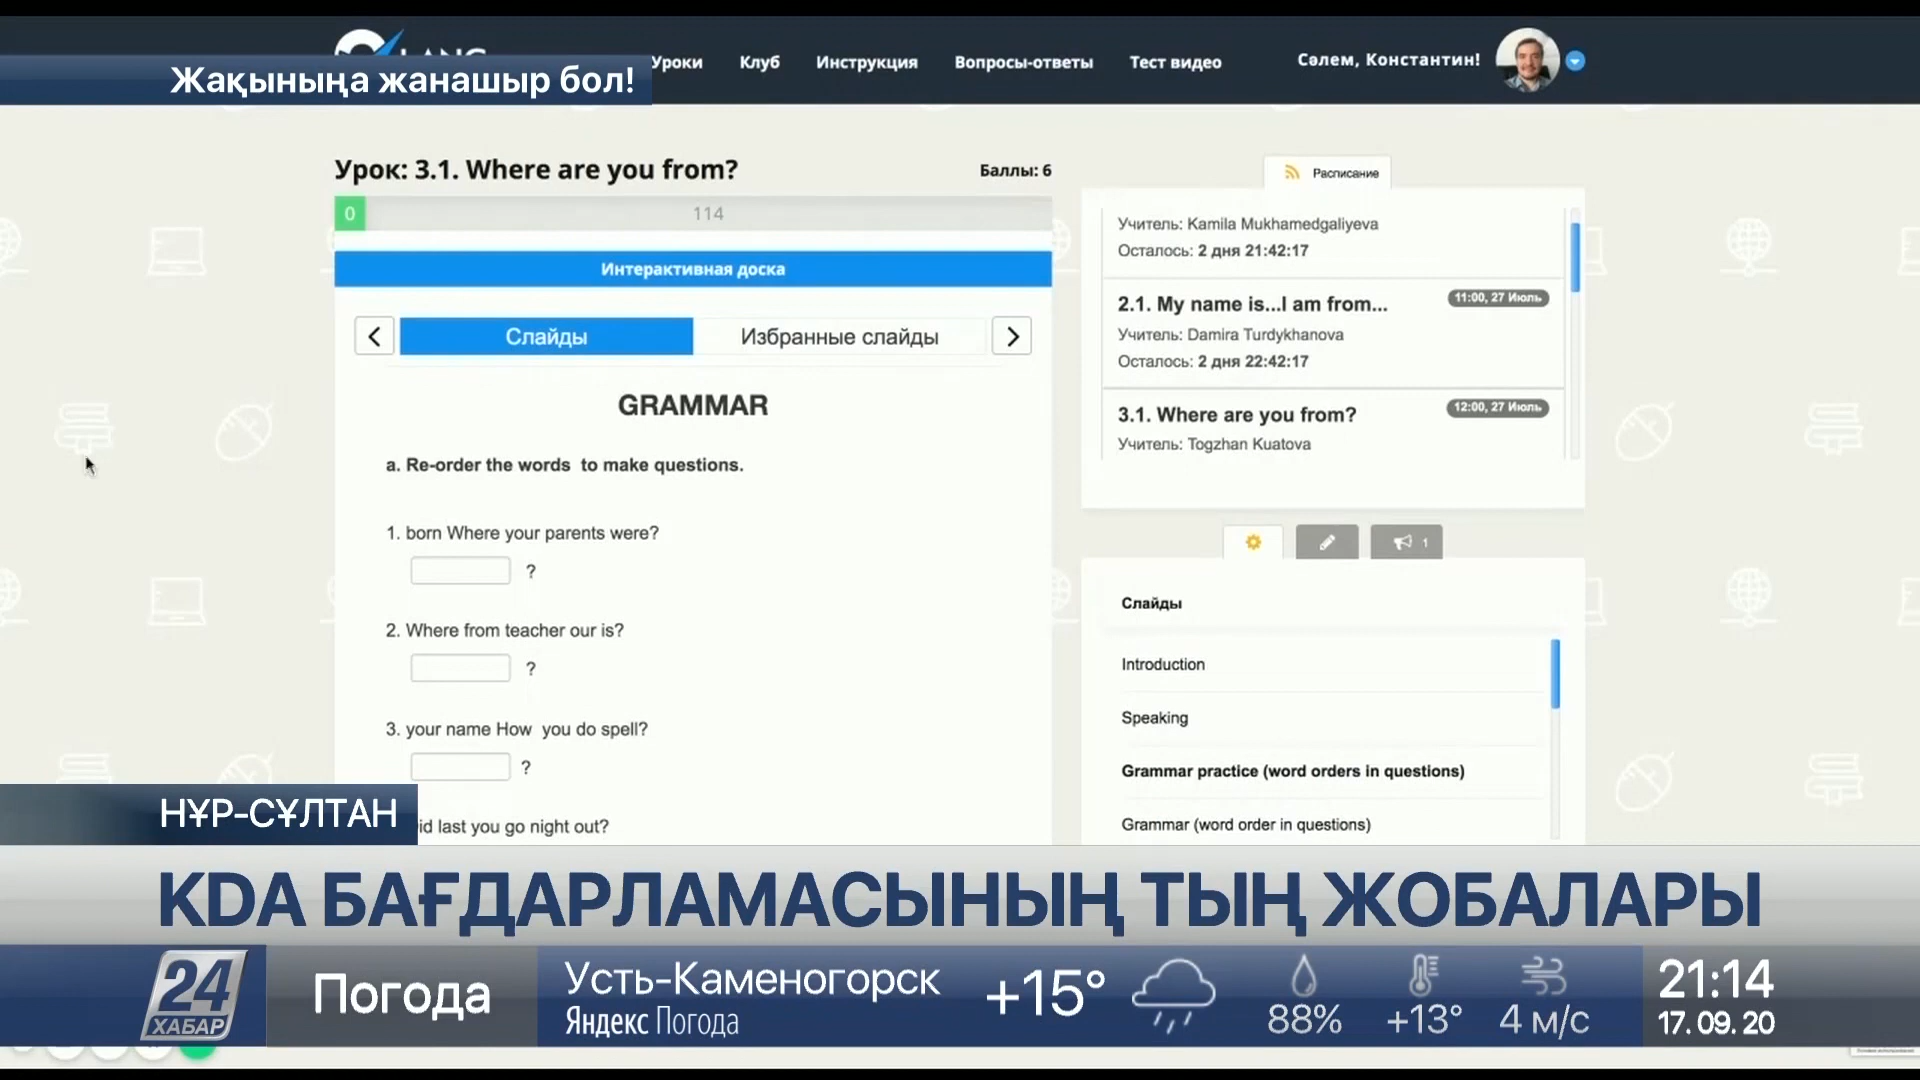 Жақыныңа жанашыр бол!
Уроки
Клуб
Инструкция
Вопросы-ответы
Тест видео
Сәлем, Константин!
Урок: 3.1. Where are you from?
Баллы: 6
0
114
Интерактивная доска
Слайды
Избранные слайды
GRAMMAR
a. Re-order the words to make questions.
1. born Where your parents were?
?
2. Where from teacher our is?
?
3. your name How you do spell?
?
id last you go night out?
Расписание
Учитель: Kamila Mukhamedgaliyeva
Осталось: 2 дня 21:42:17
2.1. My name is...I am from...
11:00, 27 Июль
Учитель: Damira Turdykhanova
Осталось: 2 дня 22:42:17
3.1. Where are you from?
12:00, 27 Июль
Учитель: Togzhan Kuatova
1
Слайды
Introduction
Speaking
Grammar practice (word orders in questions)
Grammar (word order in questions)
НҰР-СҰЛТАН
KDA БАҒДАРЛАМАСЫНЫҢ ТЫҢ ЖОБАЛАРЫ
24
ХАБАР
Погода
Усть-Каменогорск
Яндекс Погода
+15°
88%
+13°
4 м/с
21:14
17. 09. 20